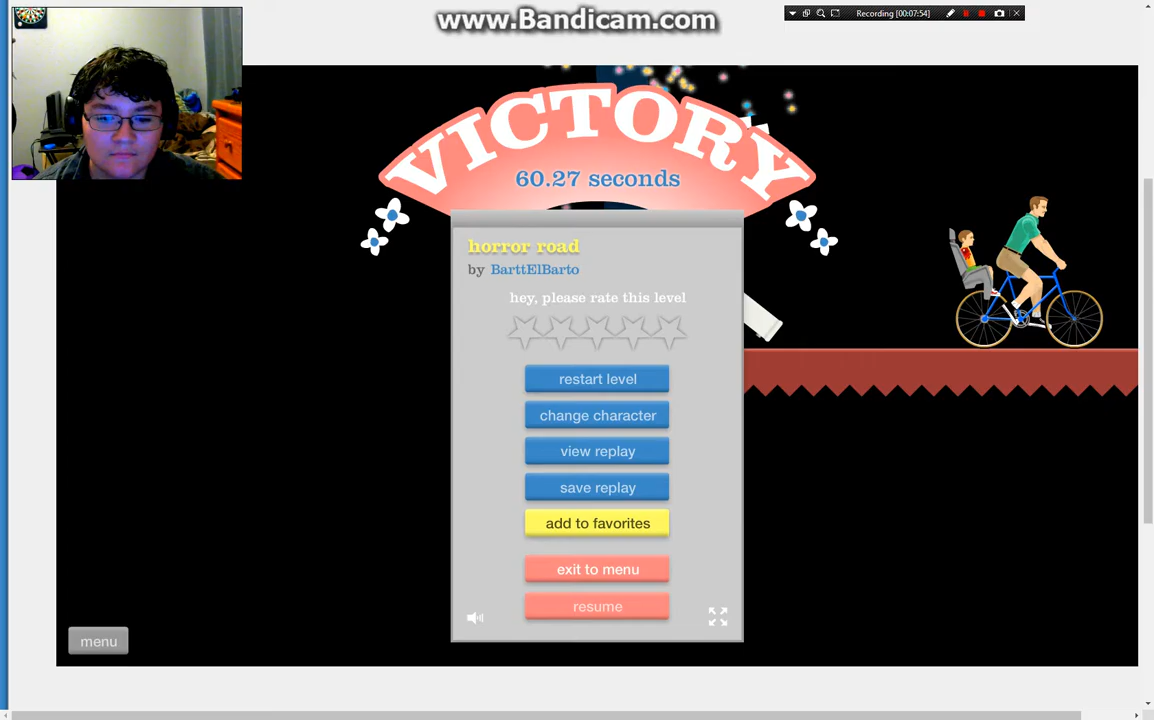 www.Bandicam.com
Recording [00:07:54]
VICTORY
60.27 seconds
horror road
by BarttElBarto
hey, please rate this level
restart level
change character
view replay
save replay
add to favorites
exit to menu
resume
menu